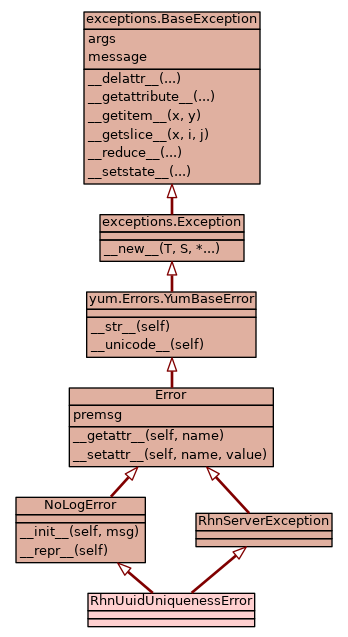 exceptions.BaseException
args
message
__delattr__(...)
__getattribute__(...)
__getitem__(x, y)
__getslice__(x, i, j)
__reduce__(...)
__setstate__(...)
exceptions.Exception
__new__(T, S, *...)
yum.Errors.YumBaseError
__str__(self)
__unicode__(self)
Error
premsg
__getattr__(self, name)
__setattr__(self, name, value)
NoLogError
__init__(self, msg)
__repr__(self)
RhnServerException
RhnUuidUniquenessError